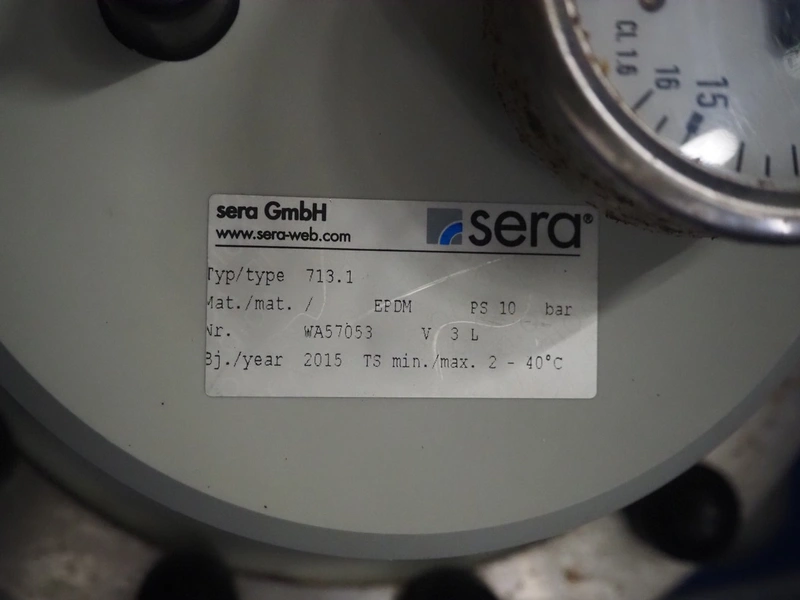 CL 1.6
16
15
sera GmbH
www.sera-web.com
sera®
Typ/type 713.1
Mat./mat. / EPDM PS 10 bar
Nr. WA57053 V 3 L
Bj./year 2015 TS min./max. 2 - 40°C